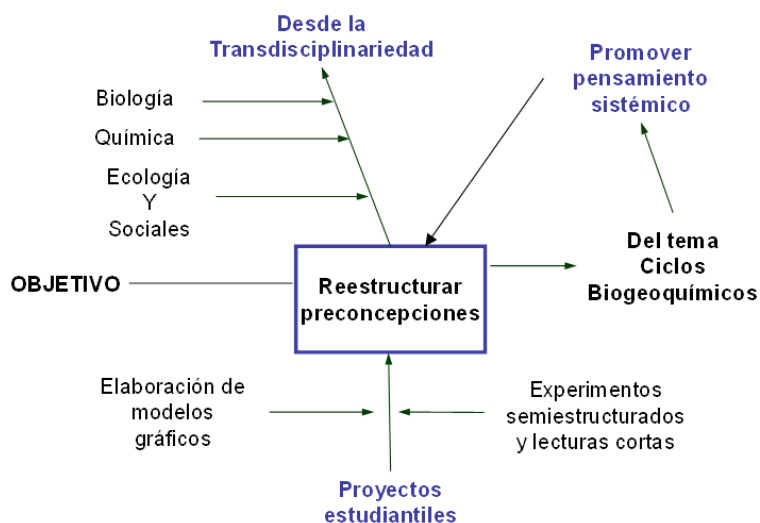 Desde la
Transdisciplinariedad
Promover
pensamiento
sistémico
Biología
Química
Ecología
Y
Sociales
OBJETIVO
Reestructurar
preconcepciones
Del tema
Ciclos
Biogeoquímicos
Elaboración de
modelos
gráficos
Experimentos
semiestructurados
y lecturas cortas
Proyectos
estudiantiles